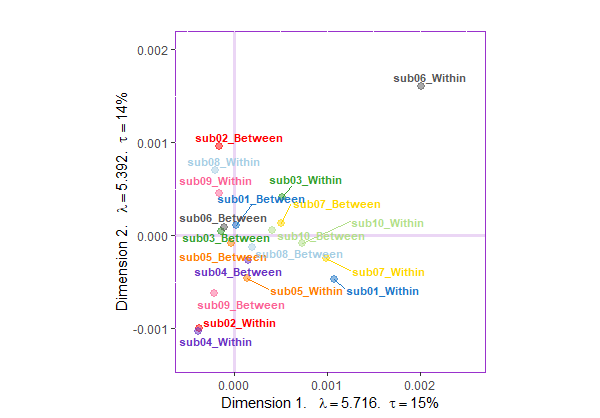 0.002
sub06_Within
0.001
sub02_Between
sub08_Within
sub09_Within
sub03_Within
sub01_Between
sub07_Between
sub06_Between
sub10_Within
0.000
sub03_Between
sub10_Between
sub05_Between
sub08_Between
sub04_Between
sub07_Within
sub05_Within
sub01_Within
sub09_Between
-0.001
sub02_Within
sub04_Within
0.000 0.001 0.002
Dimension 1. λ=5.716. τ=15%
Dimension 2. λ=5.392. τ=14%